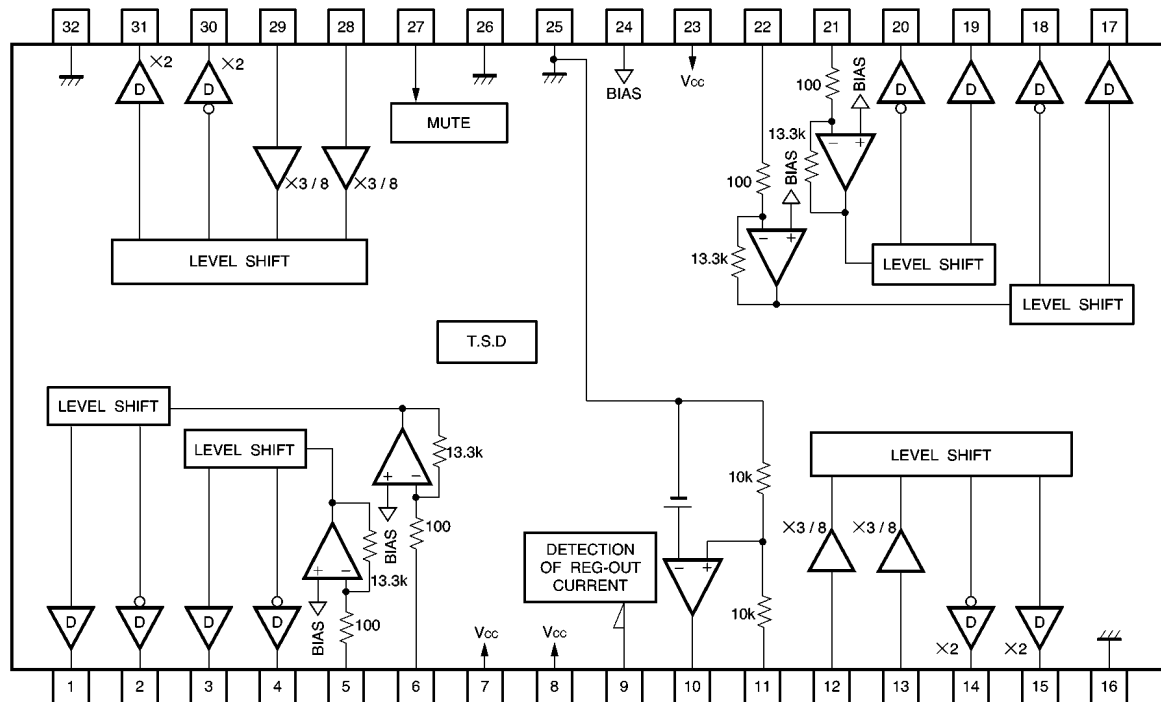 32 31 30 29 28 27 26 25 24 23 22 21 20 19 18 17
×2 ×2
D D D D D D
BIAS
Vcc
100
BIAS
MUTE
13.3k
− +
×3 / 8 ×3 / 8
100
BIAS
− +
LEVEL SHIFT
13.3k
LEVEL SHIFT
LEVEL SHIFT
T.S.D
LEVEL SHIFT
LEVEL SHIFT
13.3k
+ −
LEVEL SHIFT
10k
100
BIAS
×3 / 8 ×3 / 8
DETECTION
OF REG-OUT
CURRENT
+ −
13.3k
− +
10k
D D D D
BIAS
100
Vcc Vcc
D D
×2 ×2
1 2 3 4 5 6 7 8 9 10 11 12 13 14 15 16